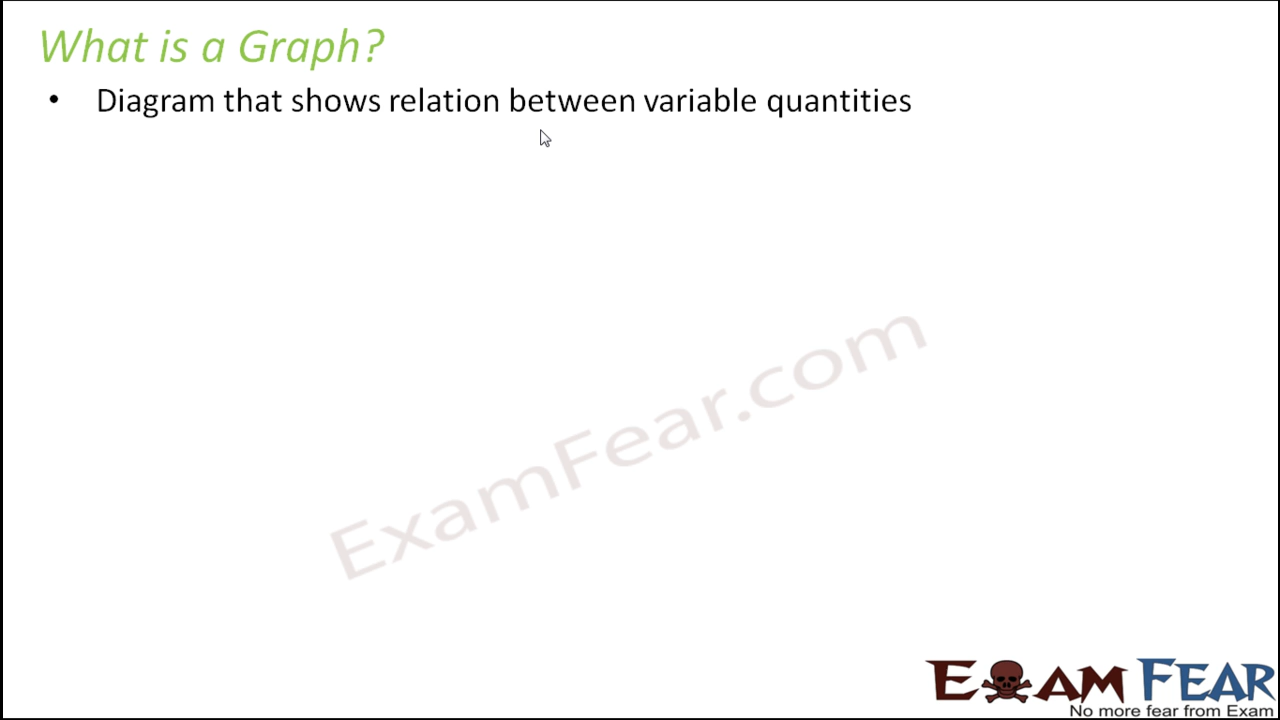 What is a Graph?
• Diagram that shows relation between variable quantities
ExamFear.com
EXAM FEAR
No more fear from Exam